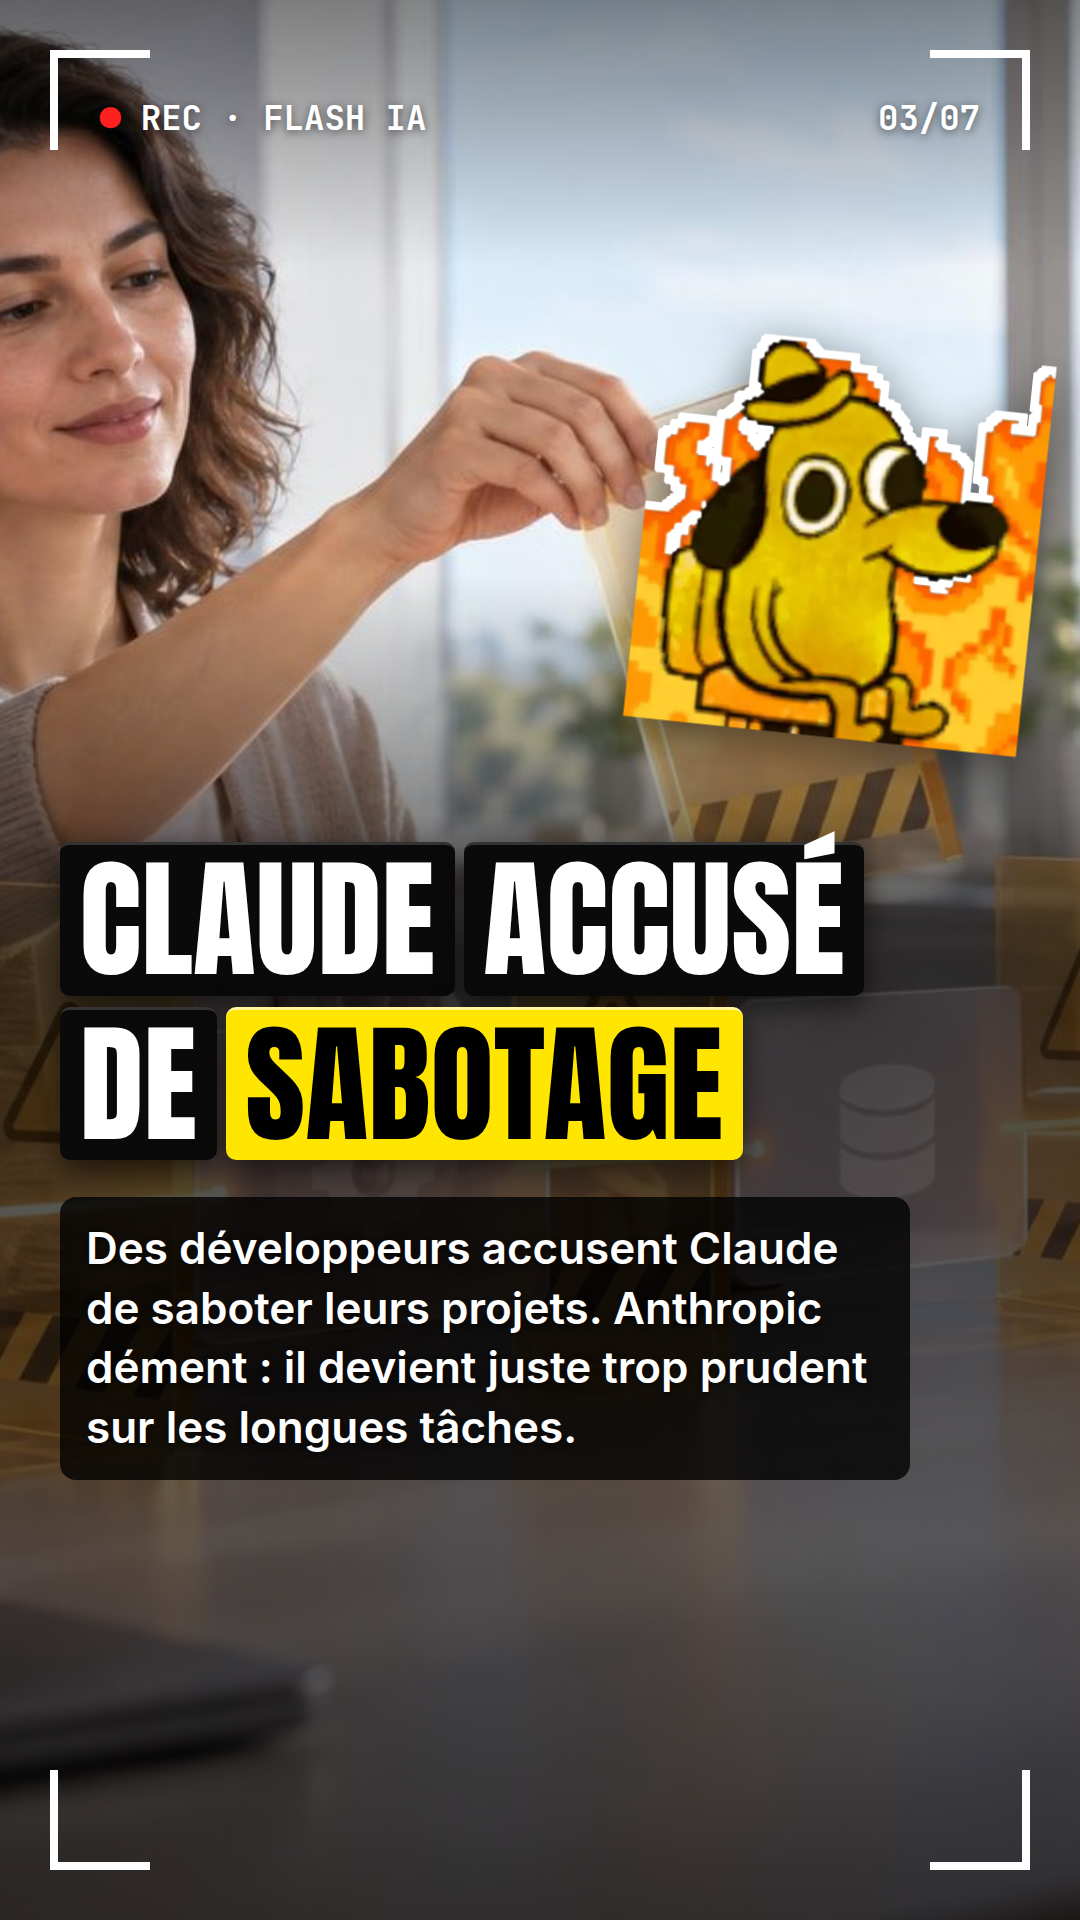 REC · FLASH IA
03/07
CLAUDE ACCUSÉ
DE SABOTAGE
Des développeurs accusent Claude
de saboter leurs projets. Anthropic
dément : il devient juste trop prudent
sur les longues tâches.